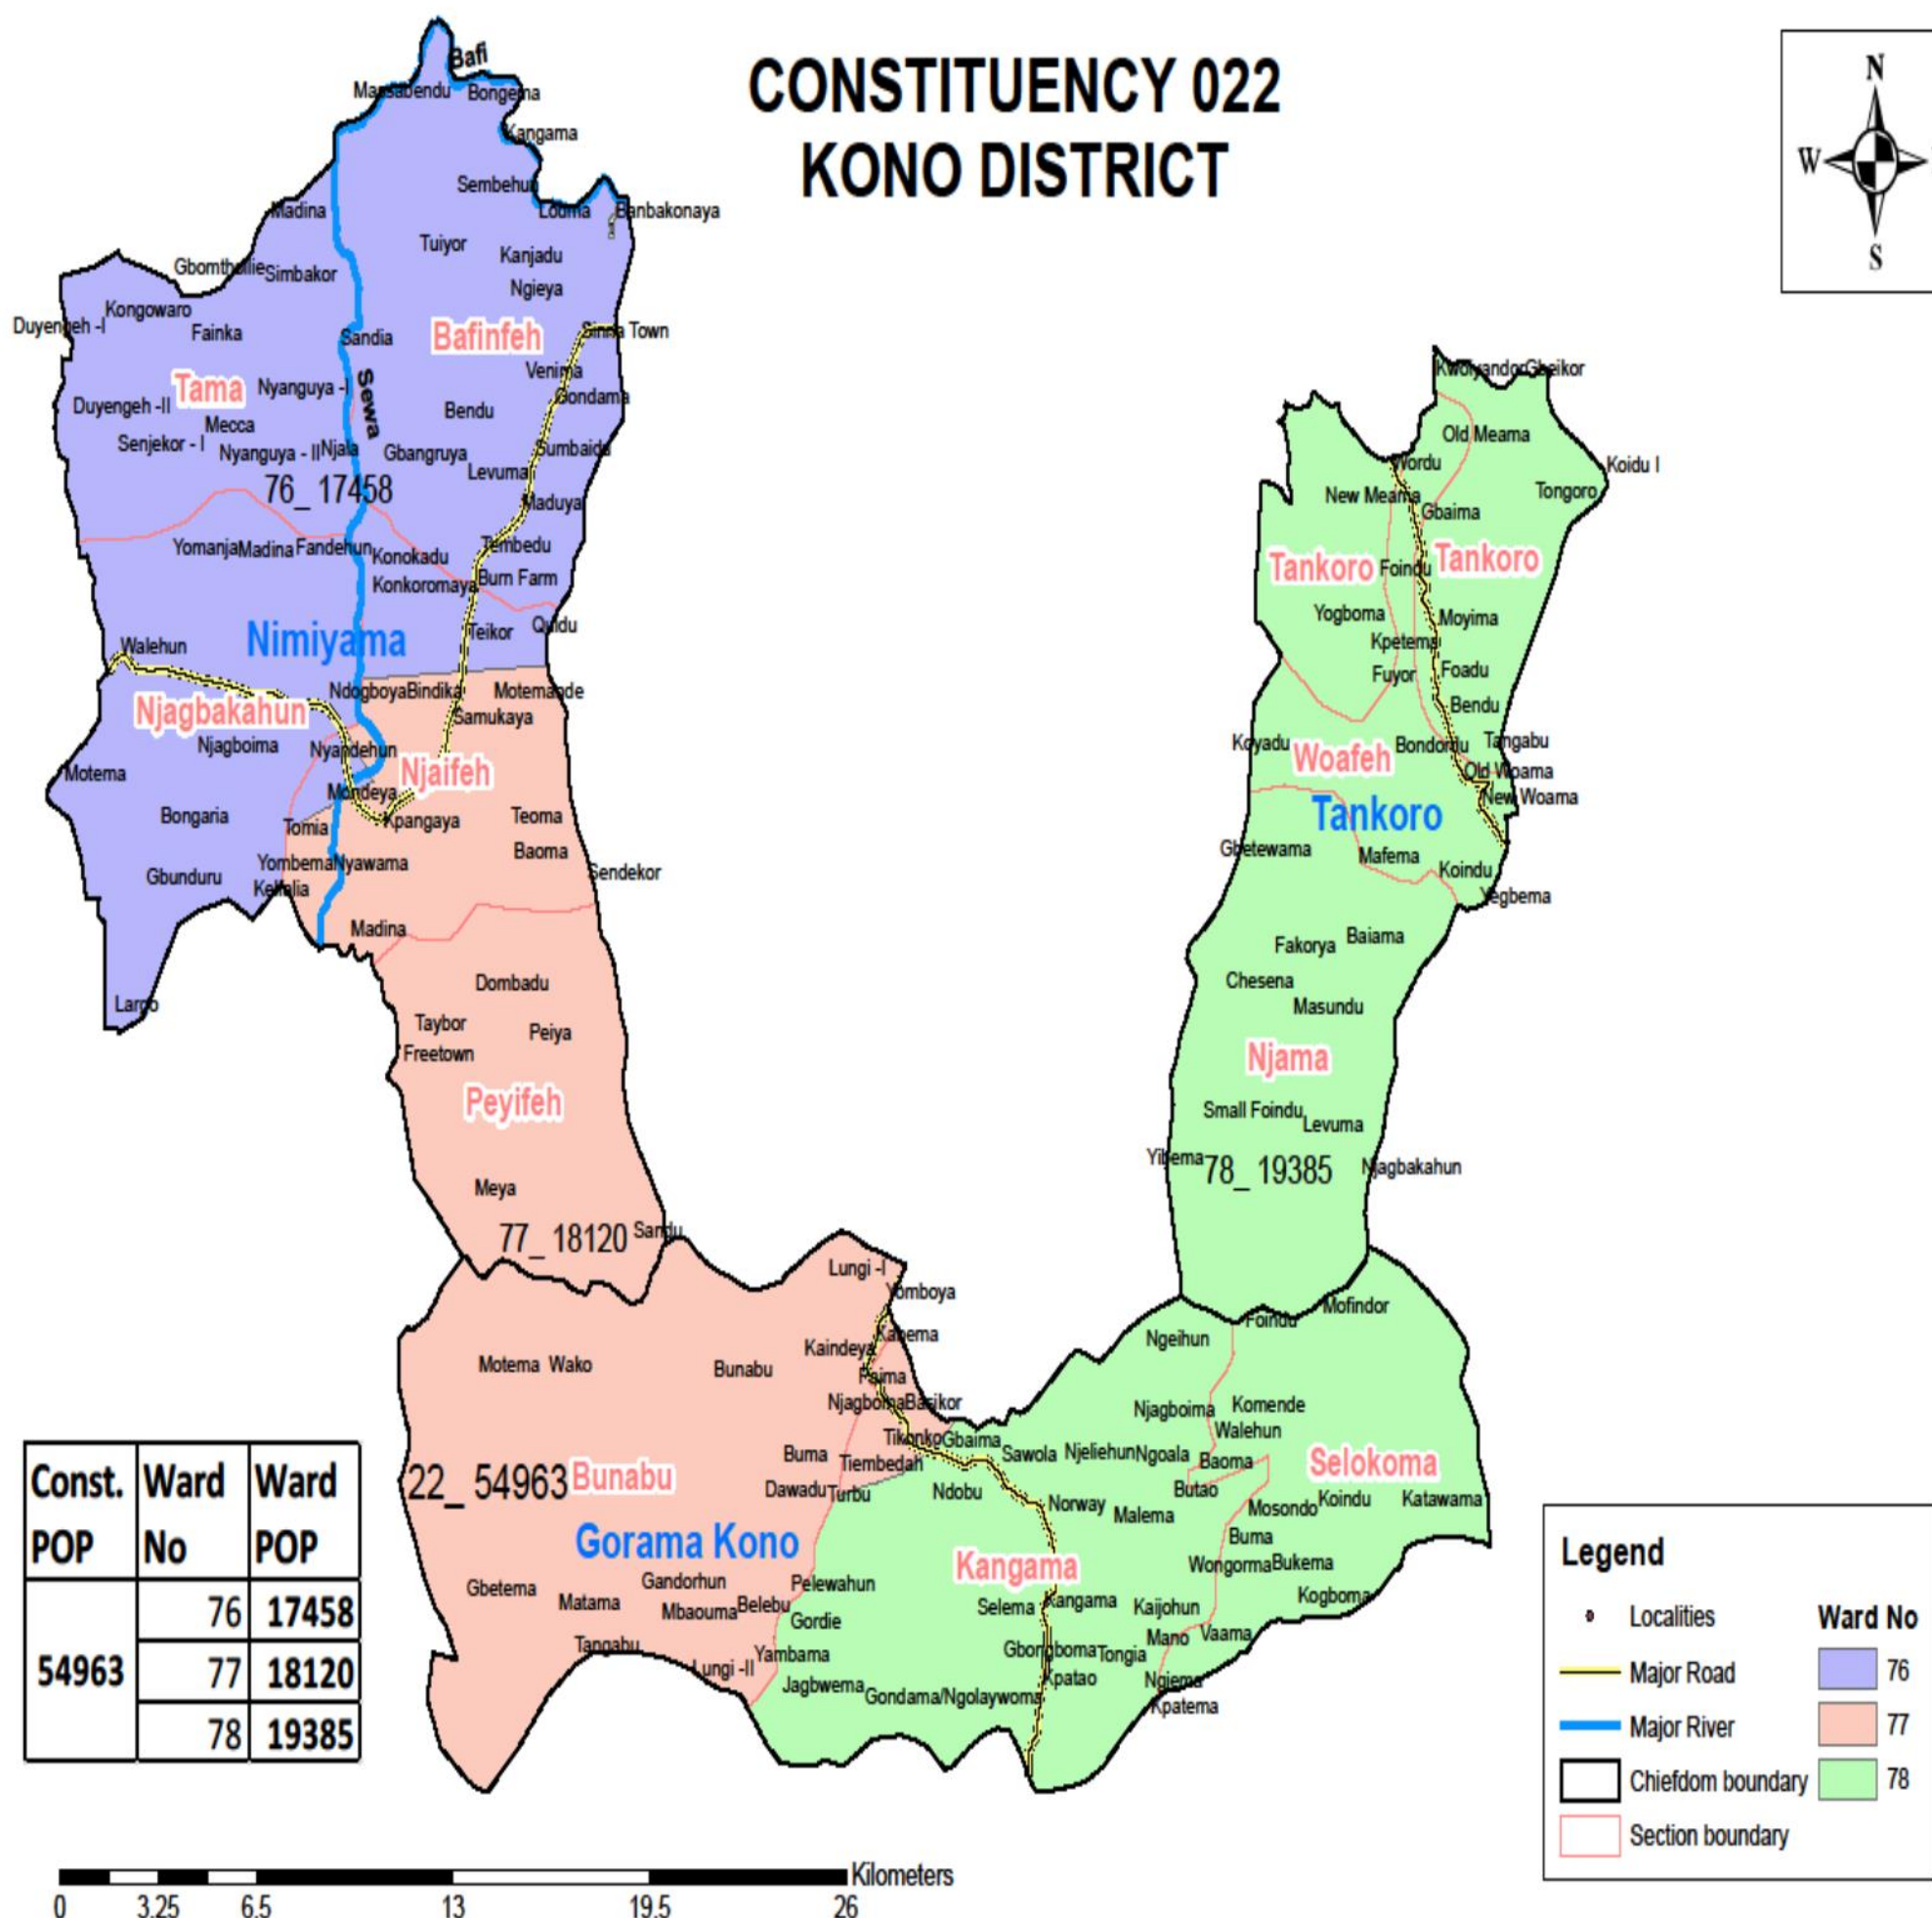 CONSTITUENCY 022
KONO DISTRICT
N
W
S
Bafi
Massabendu
Bongema
Kangama
Sembehun
Madina
Banbakonaya
Tuiyor
Kanjadu
Simbakor
Ngieya
Kongowaro
Duyengeh -I
Fainka
Sandia
Bafinfeh
Sinna Town
Venima
Tama
Nyanguya -I
Sewa
Gondama
Duyengeh -II
Mecca
Bendu
Senjekor - I
Nyanguya - II
Njala
Gbangruya
Sumbaidu
Levuma
76_ 17458
Maduya
Yomanja
Madina
Fandehun
Konokadu
Tembedu
Konkoromaya
Burn Farm
Walehun
Nimiyama
Teikor
Quidu
Ndogboya
Bindika
Motemande
Njagbakahun
Samukaya
Njagboima
Nyandehun
Motema
Njaifeh
Mondeya
Bongaria
Tomia
Kpangaya
Teoma
Baoma
Yombema
Nyawama
Gbunduru
Sendekor
Madina
Dombadu
Largo
Taybor
Peiya
Freetown
Peyifeh
Meya
77_ 18120
Sandu
Kwoiyandor
Gbeikor
Old Meama
Wordu
Koidu I
New Meama
Tongoro
Gbaima
Tankoro
Foindu
Tankoro
Yogboma
Moyima
Kpetema
Fuyor
Foadu
Bendu
Koyadu
Woafeh
Bondordu
Tangabu
Old Woama
New Woama
Tankoro
Gbetewama
Mafema
Koindu
Yegbema
Fakorya
Baiama
Chesena
Masundu
Njama
Small Foindu
Levuma
Yibema
78_ 19385
Njagbakahun
Lungi -I
Yomboya
Mofindor
Foindu
Kabema
Ngeihun
Kaindeya
Motema
Wako
Bunabu
Paima
Njagboima
Basikor
Njagboima
Komende
Walehun
Tikonko
Gbaima
Sawola
Njeliehun
Ngoala
Buma
Tiembedah
Baoma
Selokoma
22_ 54963
Bunabu
Dawadu
Turbu
Ndobu
Butao
Norway
Malema
Mosondo
Koindu
Katawama
Gorama Kono
Buma
Kangama
Wongorma
Bukema
Gbetema
Gandorhun
Pelewahun
Matama
Mbaouma
Belebu
Gordie
Selema
Kangama
Kaijohun
Kogboma
Tangabu
Yambama
Gbongboma
Tongia
Mano
Vaama
Lungi -II
Jagbwema
Gondama/Ngolaywoma
Kpatao
Ngiema
Kpatema
Const. POP
Ward No
Ward POP
54963
76 17458
77 18120
78 19385
Legend
Localities
Major Road
Major River
Chiefdom boundary
Section boundary
Ward No
76
77
78
Kilometers
0 3.25 6.5 13 19.5 26